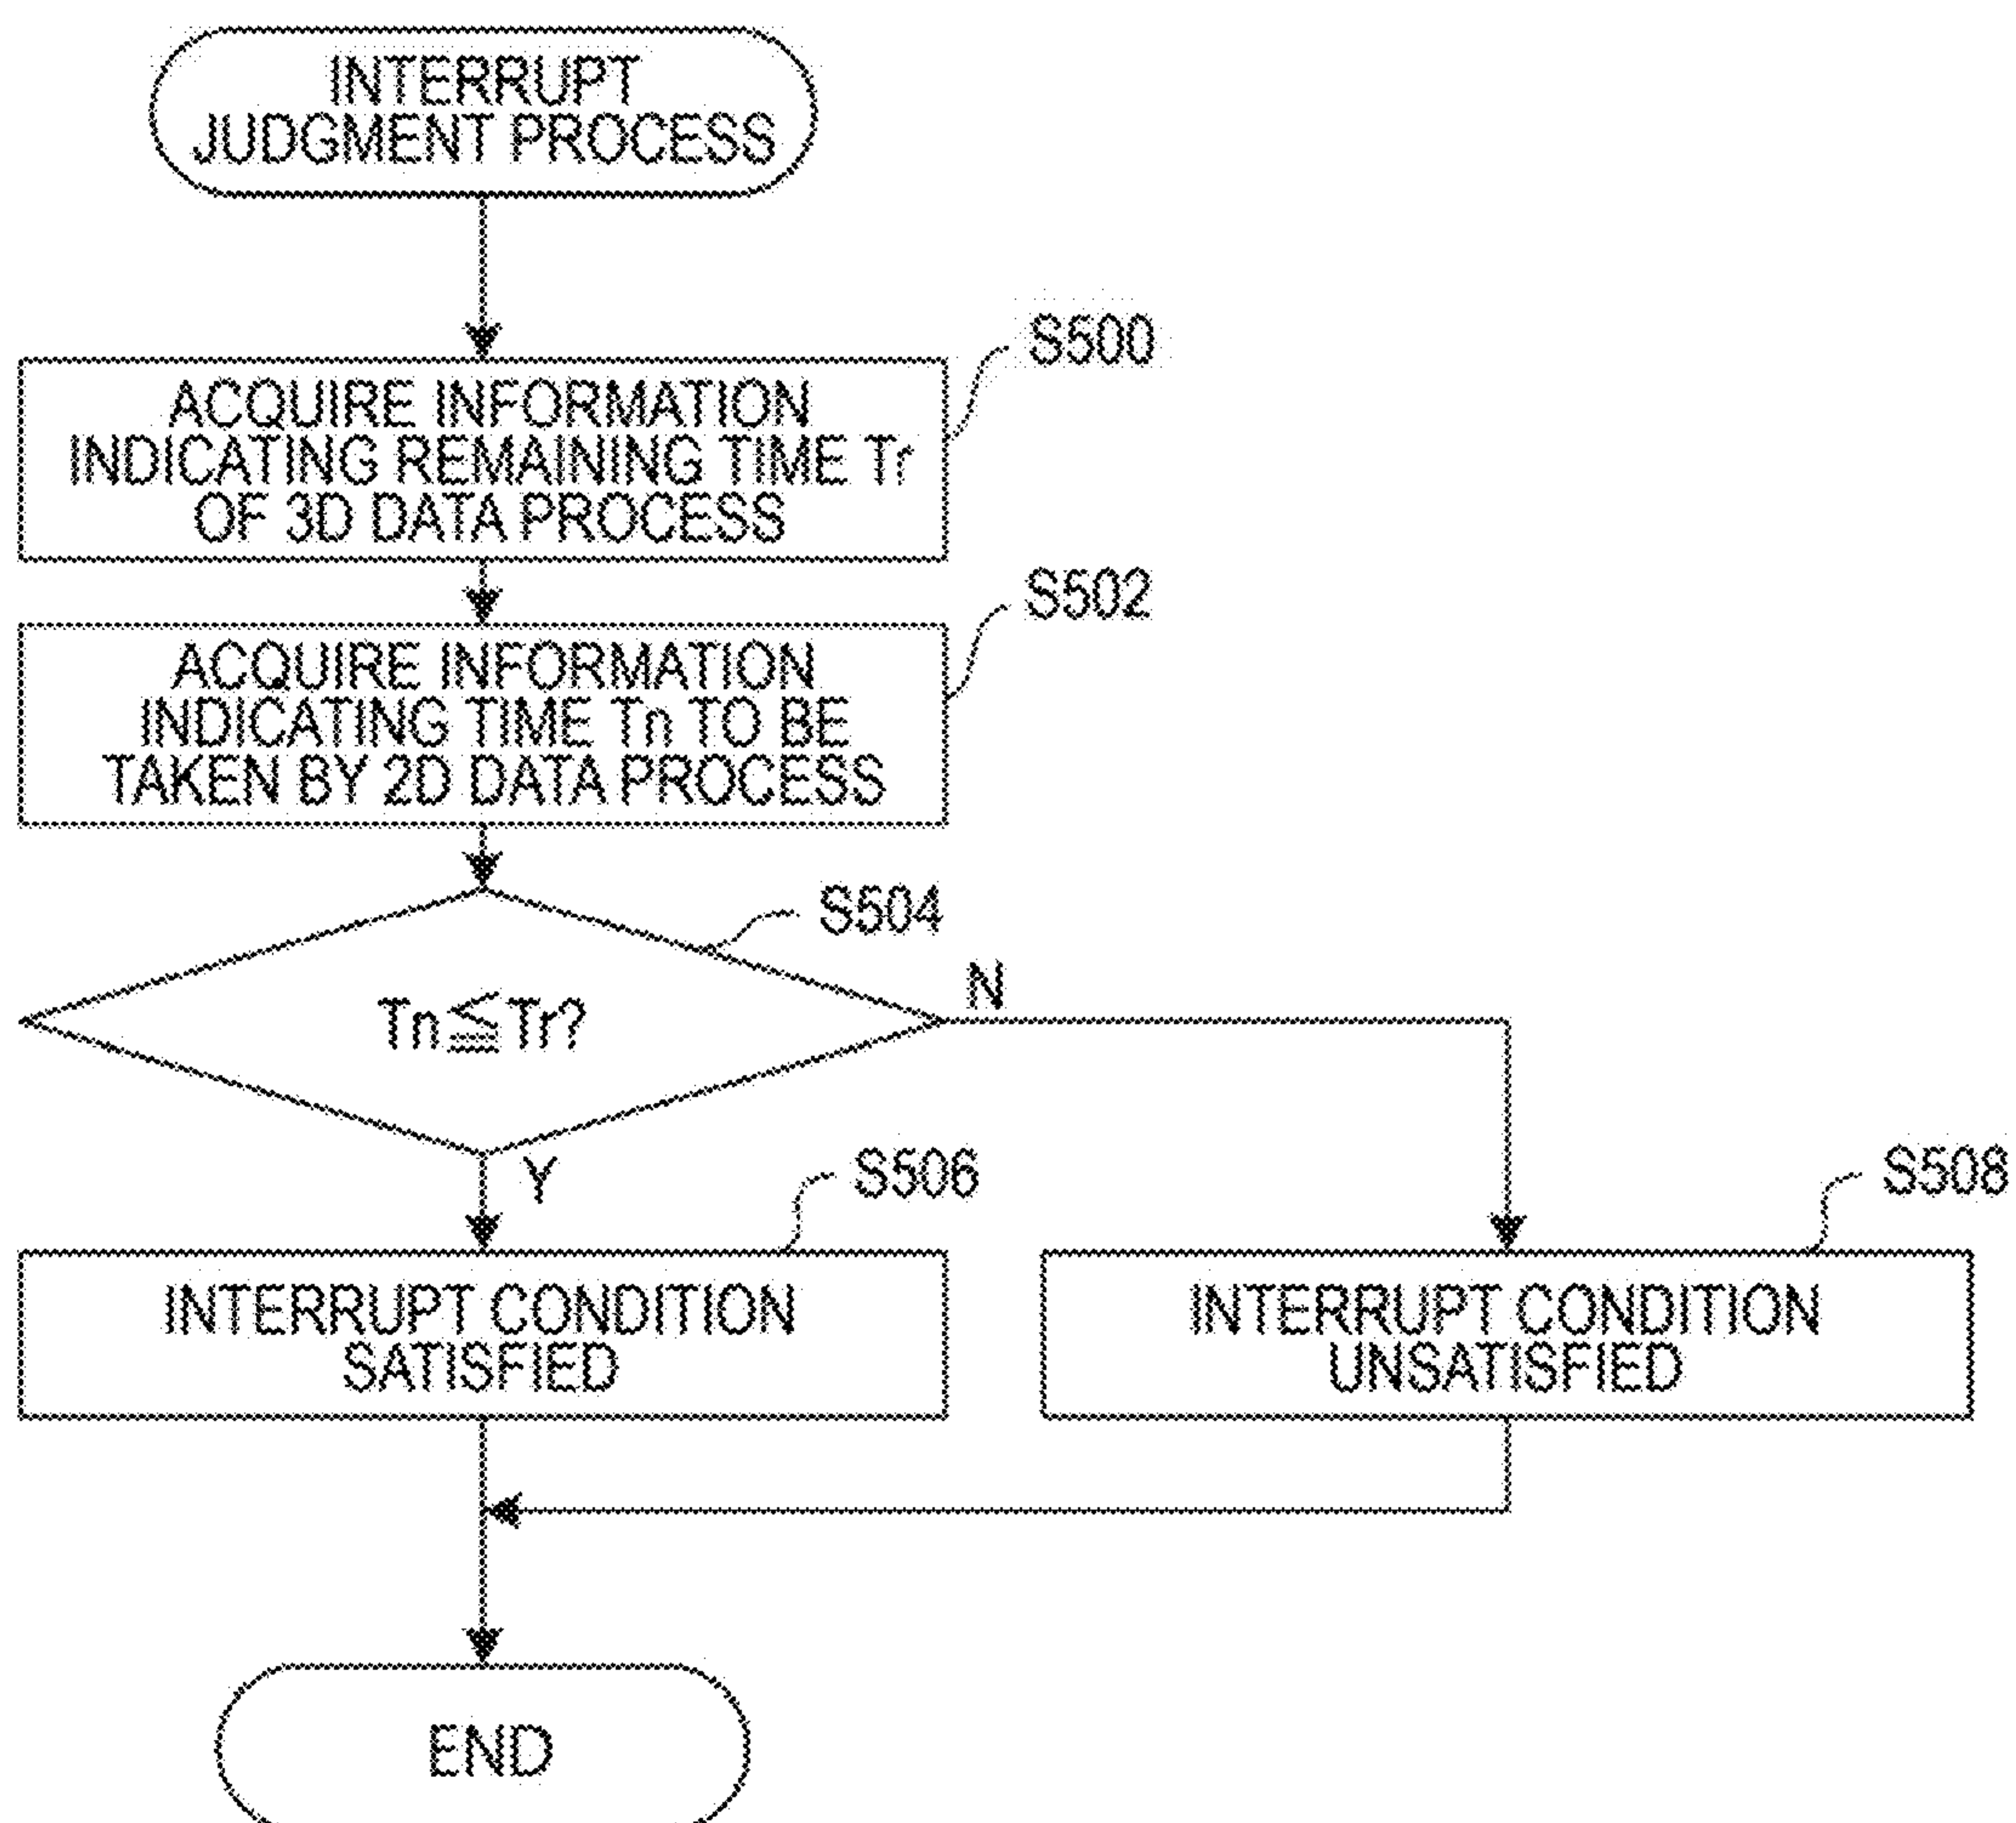 INTERRUPT
JUDGMENT PROCESS
S500
ACQUIRE INFORMATION
INDICATING REMAINING TIME Tr
OF 3D DATA PROCESS
S502
ACQUIRE INFORMATION
INDICATING TIME Tn TO BE
TAKEN BY 2D DATA PROCESS
S504
Tn≦Tr?
N
Y
S506
S508
INTERRUPT CONDITION
SATISFIED
INTERRUPT CONDITION
UNSATISFIED
END